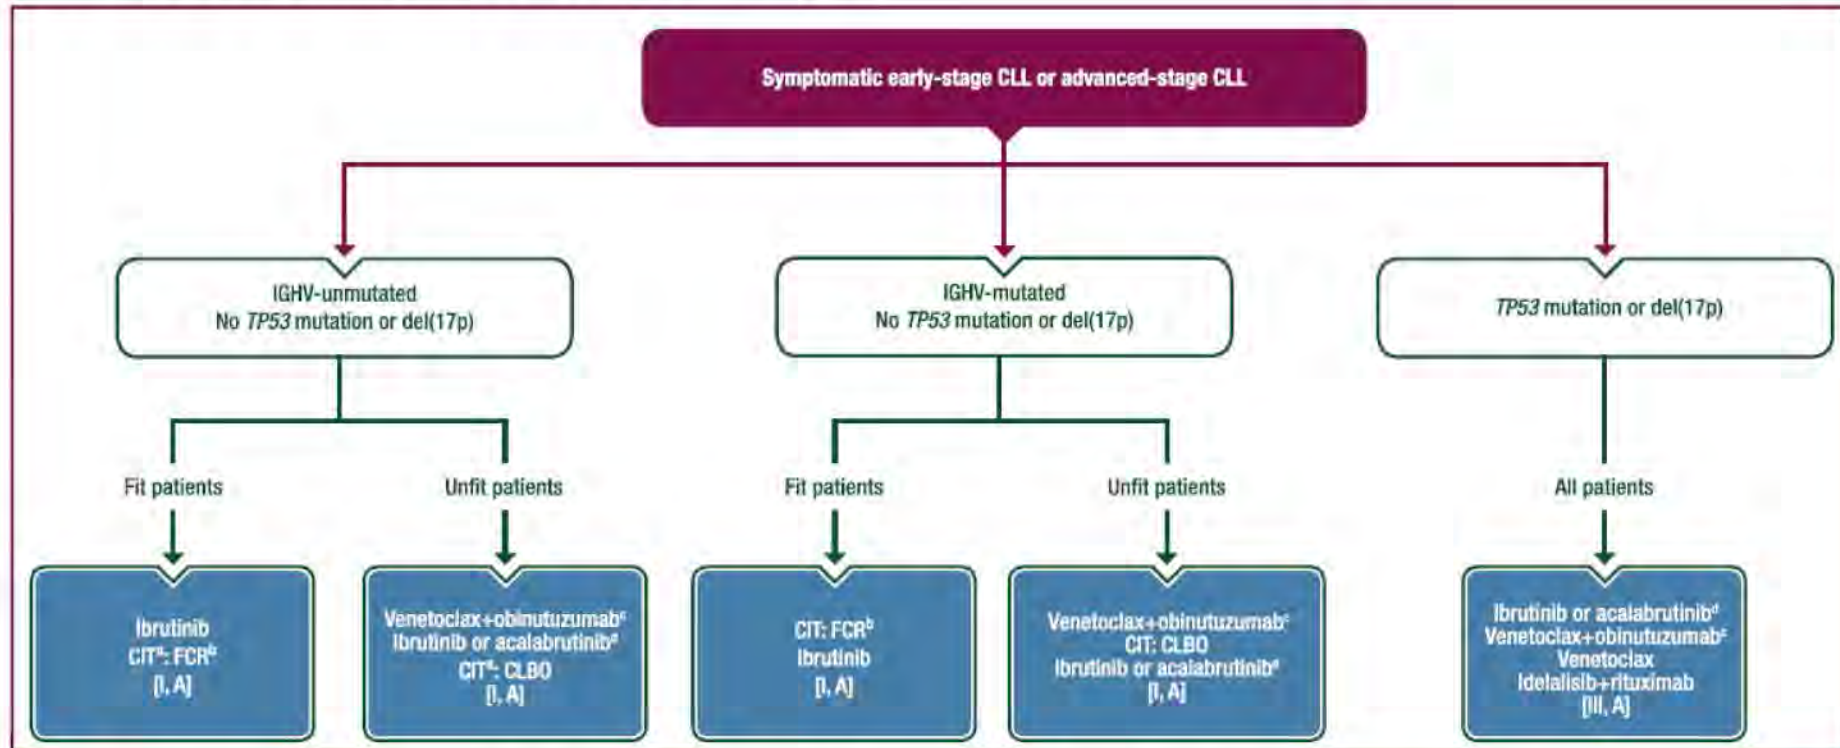 Symptomatic early-stage CLL or advanced-stage CLL
IGHV-unmutated
No TP53 mutation or del(17p)
IGHV-mutated
No TP53 mutation or del(17p)
TP53 mutation or del(17p)
Fit patients
Unfit patients
Fit patients
Unfit patients
All patients
Ibrutinib
CITᵃ: FCRᵇ
[I, A]
Venetoclax+obinutuzumabᶜ
Ibrutinib or acalabrutinibᵈ
CITᵃ: CLBO
[I, A]
CIT: FCRᵇ
Ibrutinib
[I, A]
Venetoclax+obinutuzumabᶜ
CIT: CLBO
Ibrutinib or acalabrutinibᵈ
[I, A]
Ibrutinib or acalabrutinibᵈ
Venetoclax+obinutuzumabᶜ
Venetoclax
Idelalisib+rituximab
[III, A]